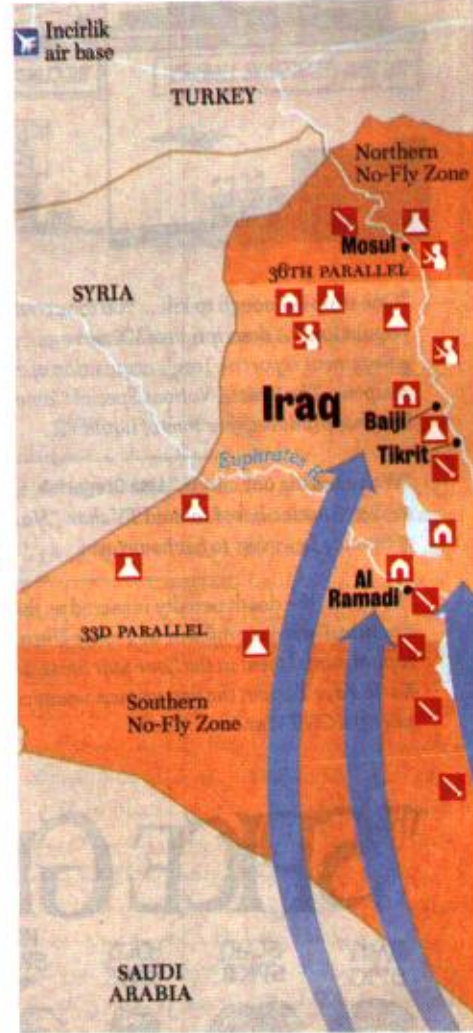 Incirlik
air base
TURKEY
Northern
No-Fly Zone
Mosul
36TH PARALLEL
SYRIA
Iraq
Baiji
Tikrit
Euphrates R.
Al
Ramadi
33D PARALLEL
Southern
No-Fly Zone
SAUDI
ARABIA